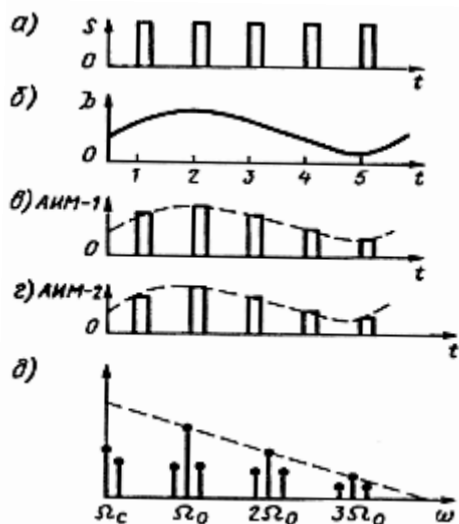 а) S
0
t
б) b
0
1 2 3 4 5 t
в) АИМ-1
0
t
г) АИМ-2
0
t
д)
Ωc Ω0 2Ω0 3Ω0 ω